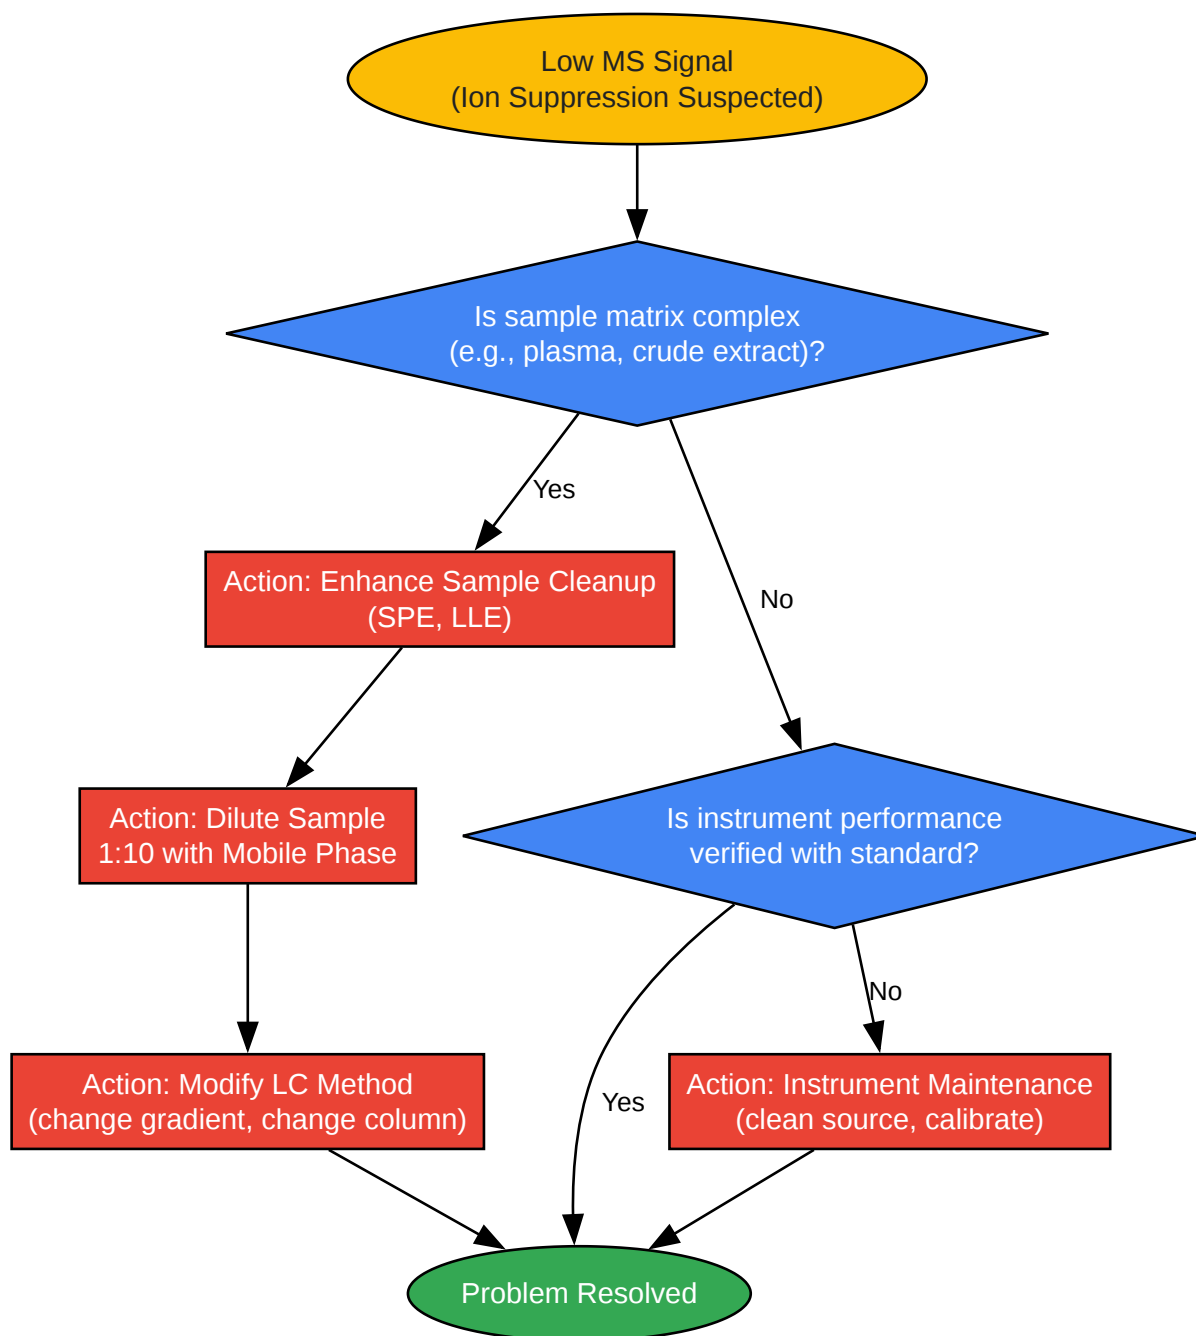 Low MS Signal
(Ion Suppression Suspected)
Is sample matrix complex
(e.g., plasma, crude extract)?
Yes
Action: Enhance Sample Cleanup
(SPE, LLE)
No
Action: Dilute Sample
1:10 with Mobile Phase
Is instrument performance
verified with standard?
No
Action: Modify LC Method
(change gradient, change column)
Yes
Action: Instrument Maintenance
(clean source, calibrate)
Problem Resolved